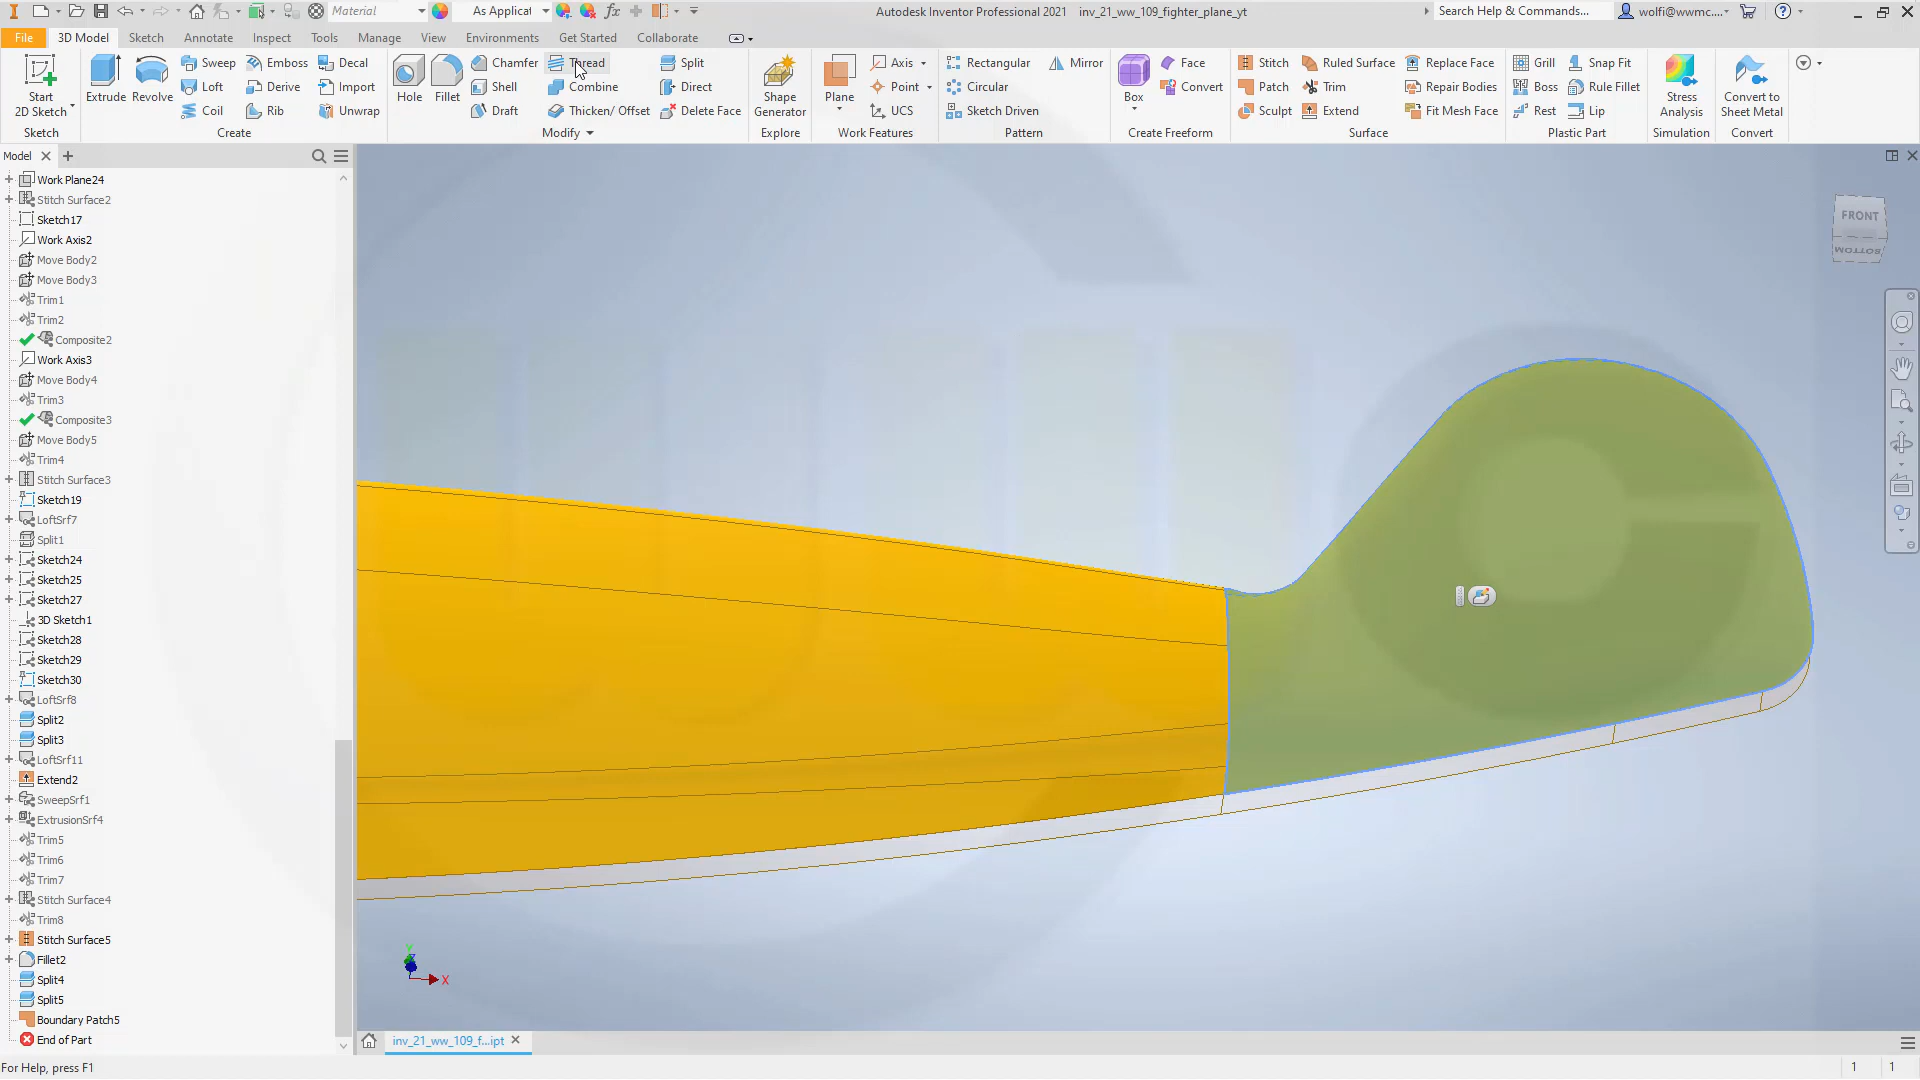 Material As Applicat Autodesk Inventor Professional 2021 inv_21_ww_109_fighter_plane_yt Search Help & Commands... wolfi@wwmc....
File 3D Model Sketch Annotate Inspect Tools Manage View Environments Get Started Collaborate
Start
2D Sketch
Sketch
Extrude Revolve
Sweep Emboss Decal
Loft Derive Import
Coil Rib Unwrap
Create
Hole Fillet
Chamfer Thread Split
Shell Combine Direct
Draft Thicken/ Offset Delete Face
Modify
Shape
Generator
Explore
Plane
Axis
Point
UCS
Work Features
Rectangular Mirror
Circular
Sketch Driven
Pattern
Box
Face
Convert
Create Freeform
Stitch Ruled Surface Replace Face
Patch Trim Repair Bodies
Sculpt Extend Fit Mesh Face
Surface
Grill Snap Fit
Boss Rule Fillet
Rest Lip
Plastic Part
Stress
Analysis
Simulation
Convert to
Sheet Metal
Convert
Model
Work Plane24
Stitch Surface2
Sketch17
Work Axis2
Move Body2
Move Body3
Trim1
Trim2
Composite2
Work Axis3
Move Body4
Trim3
Composite3
Move Body5
Trim4
Stitch Surface3
Sketch19
LoftSrf7
Split1
Sketch24
Sketch25
Sketch27
3D Sketch1
Sketch28
Sketch29
Sketch30
LoftSrf8
Split2
Split3
LoftSrf11
Extend2
SweepSrf1
ExtrusionSrf4
Trim5
Trim6
Trim7
Stitch Surface4
Trim8
Stitch Surface5
Fillet2
Split4
Split5
Boundary Patch5
End of Part
FRONT
BOTTOM
Y
Z
X
inv_21_ww_109_f...ipt
For Help, press F1
1 1